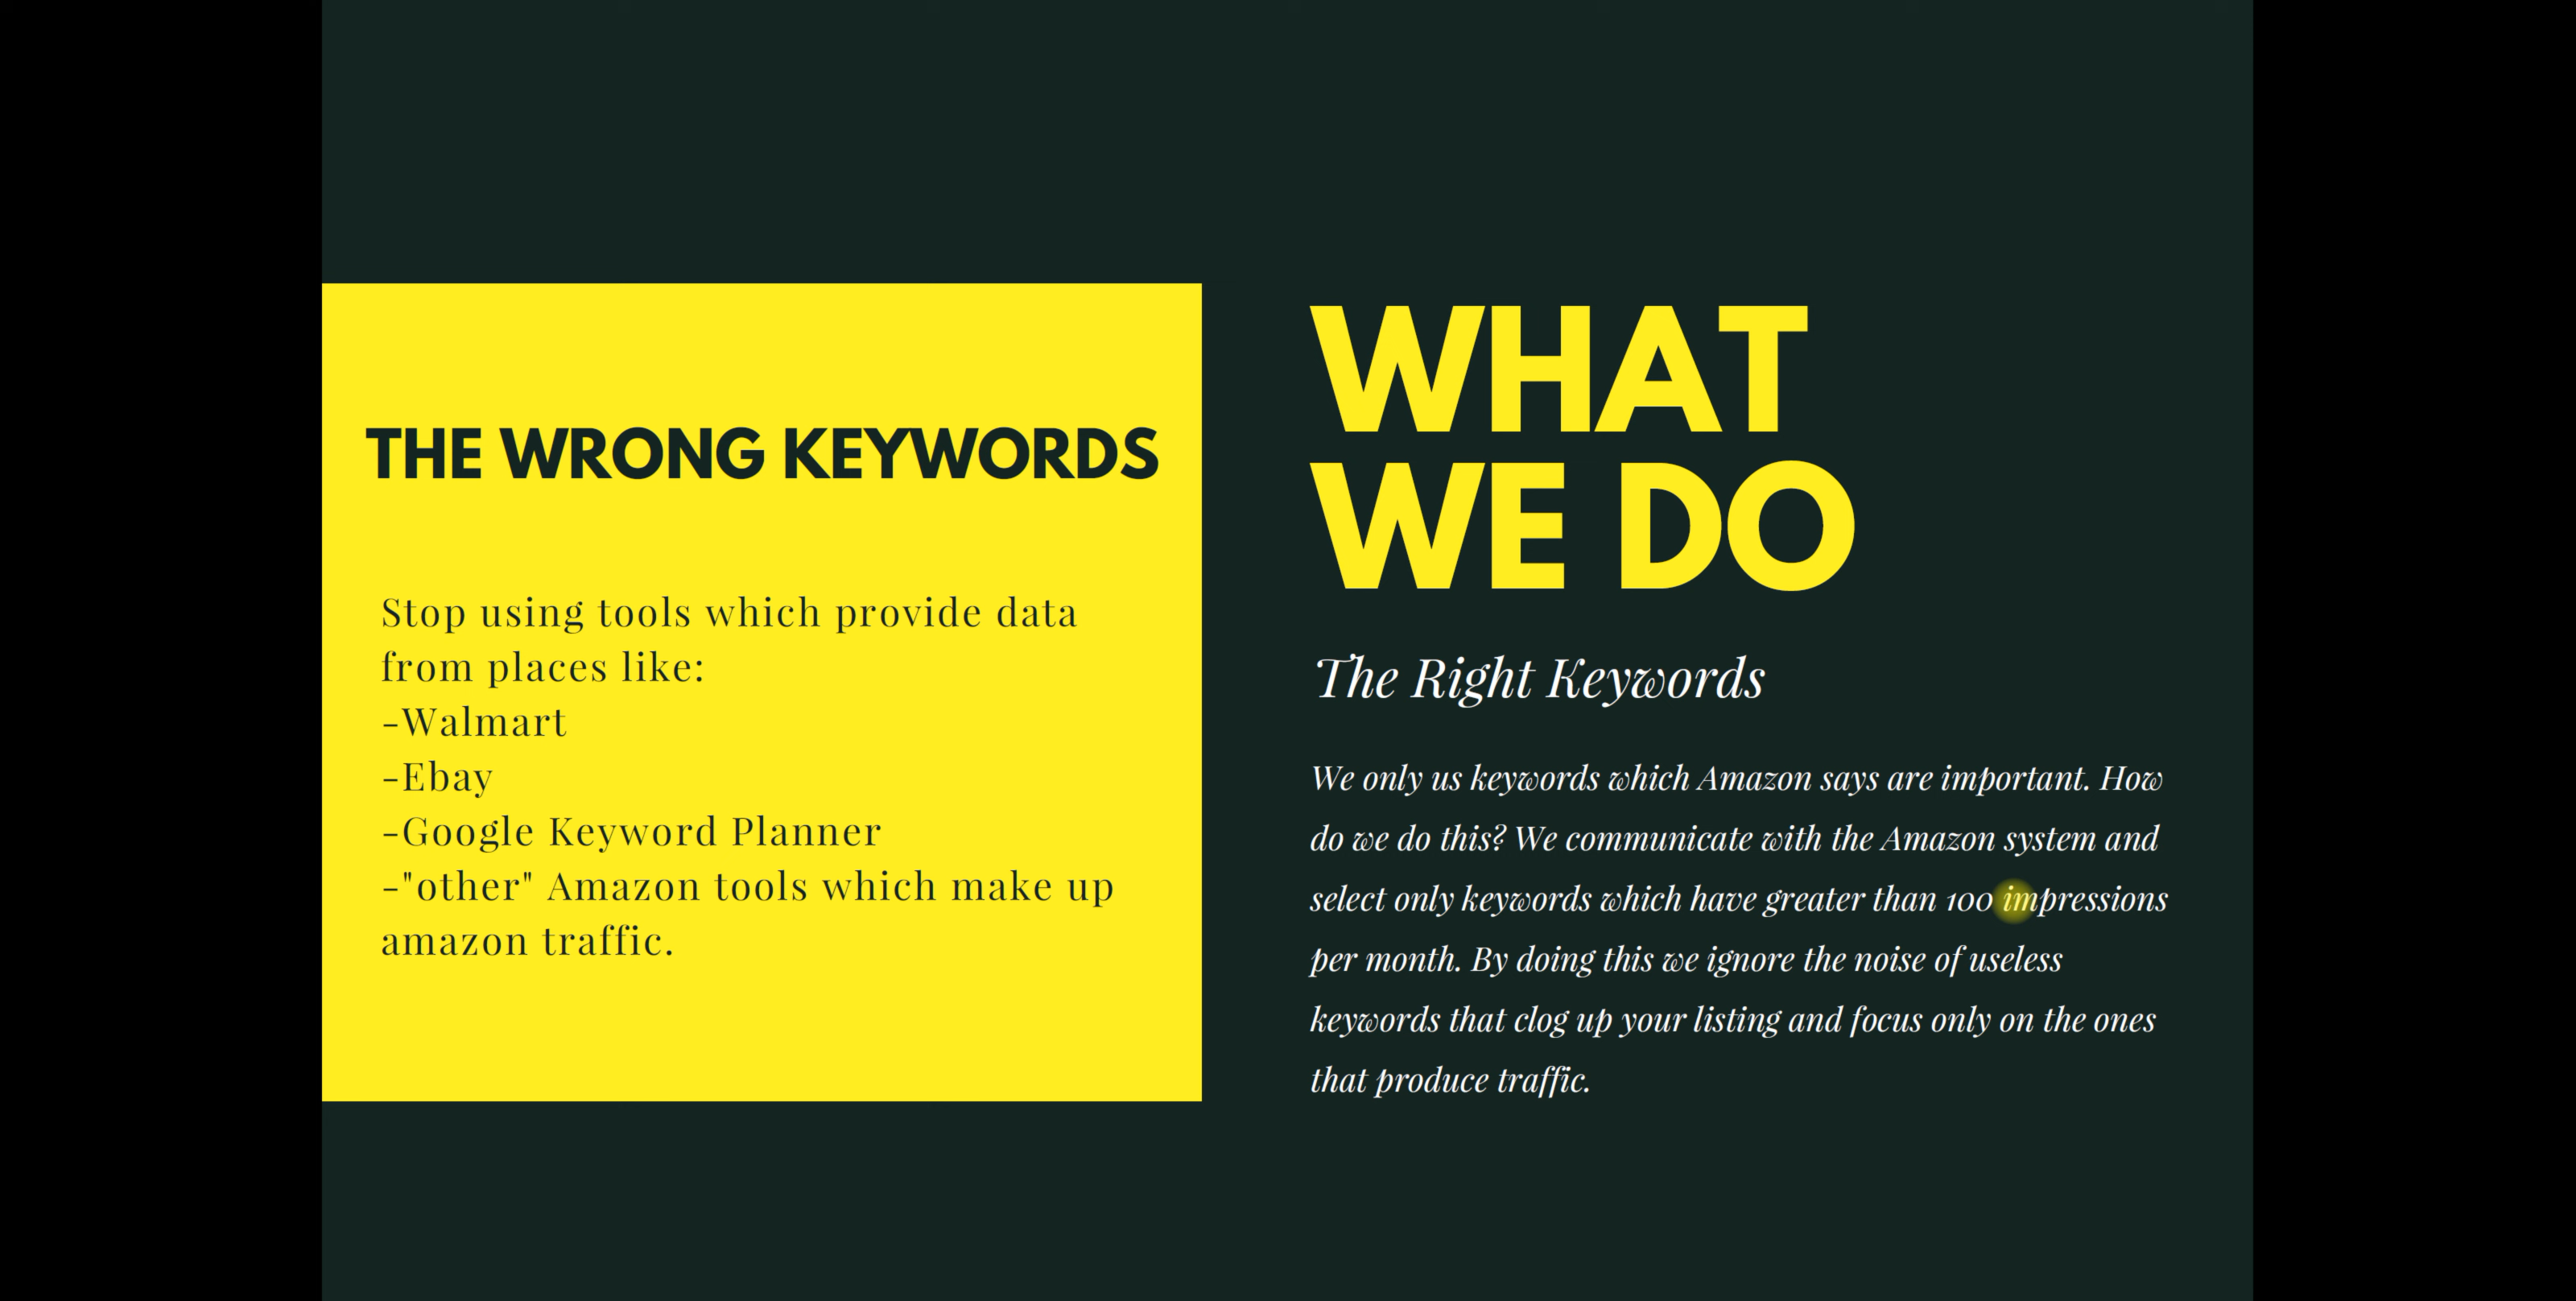 THE WRONG KEYWORDS
Stop using tools which provide data
from places like:
-Walmart
-Ebay
-Google Keyword Planner
-"other" Amazon tools which make up
amazon traffic.
WHAT
WE DO
The Right Keywords
We only us keywords which Amazon says are important. How
do we do this? We communicate with the Amazon system and
select only keywords which have greater than 100 impressions
per month. By doing this we ignore the noise of useless
keywords that clog up your listing and focus only on the ones
that produce traffic.